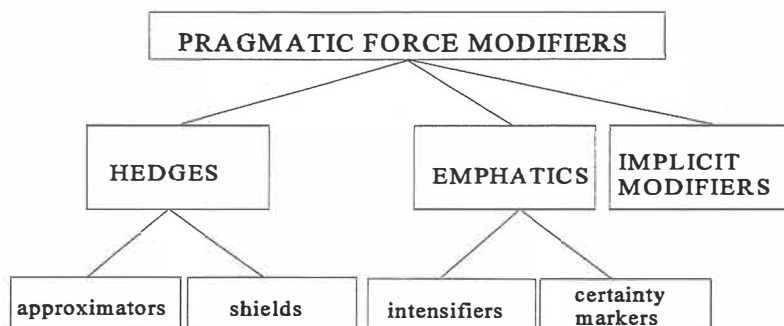 PRAGMATIC FORCE MODIFIERS
HEDGES
EMPHATICS
IMPLICIT
MODIFIERS
approximators
shields
intensifiers
certainty
markers